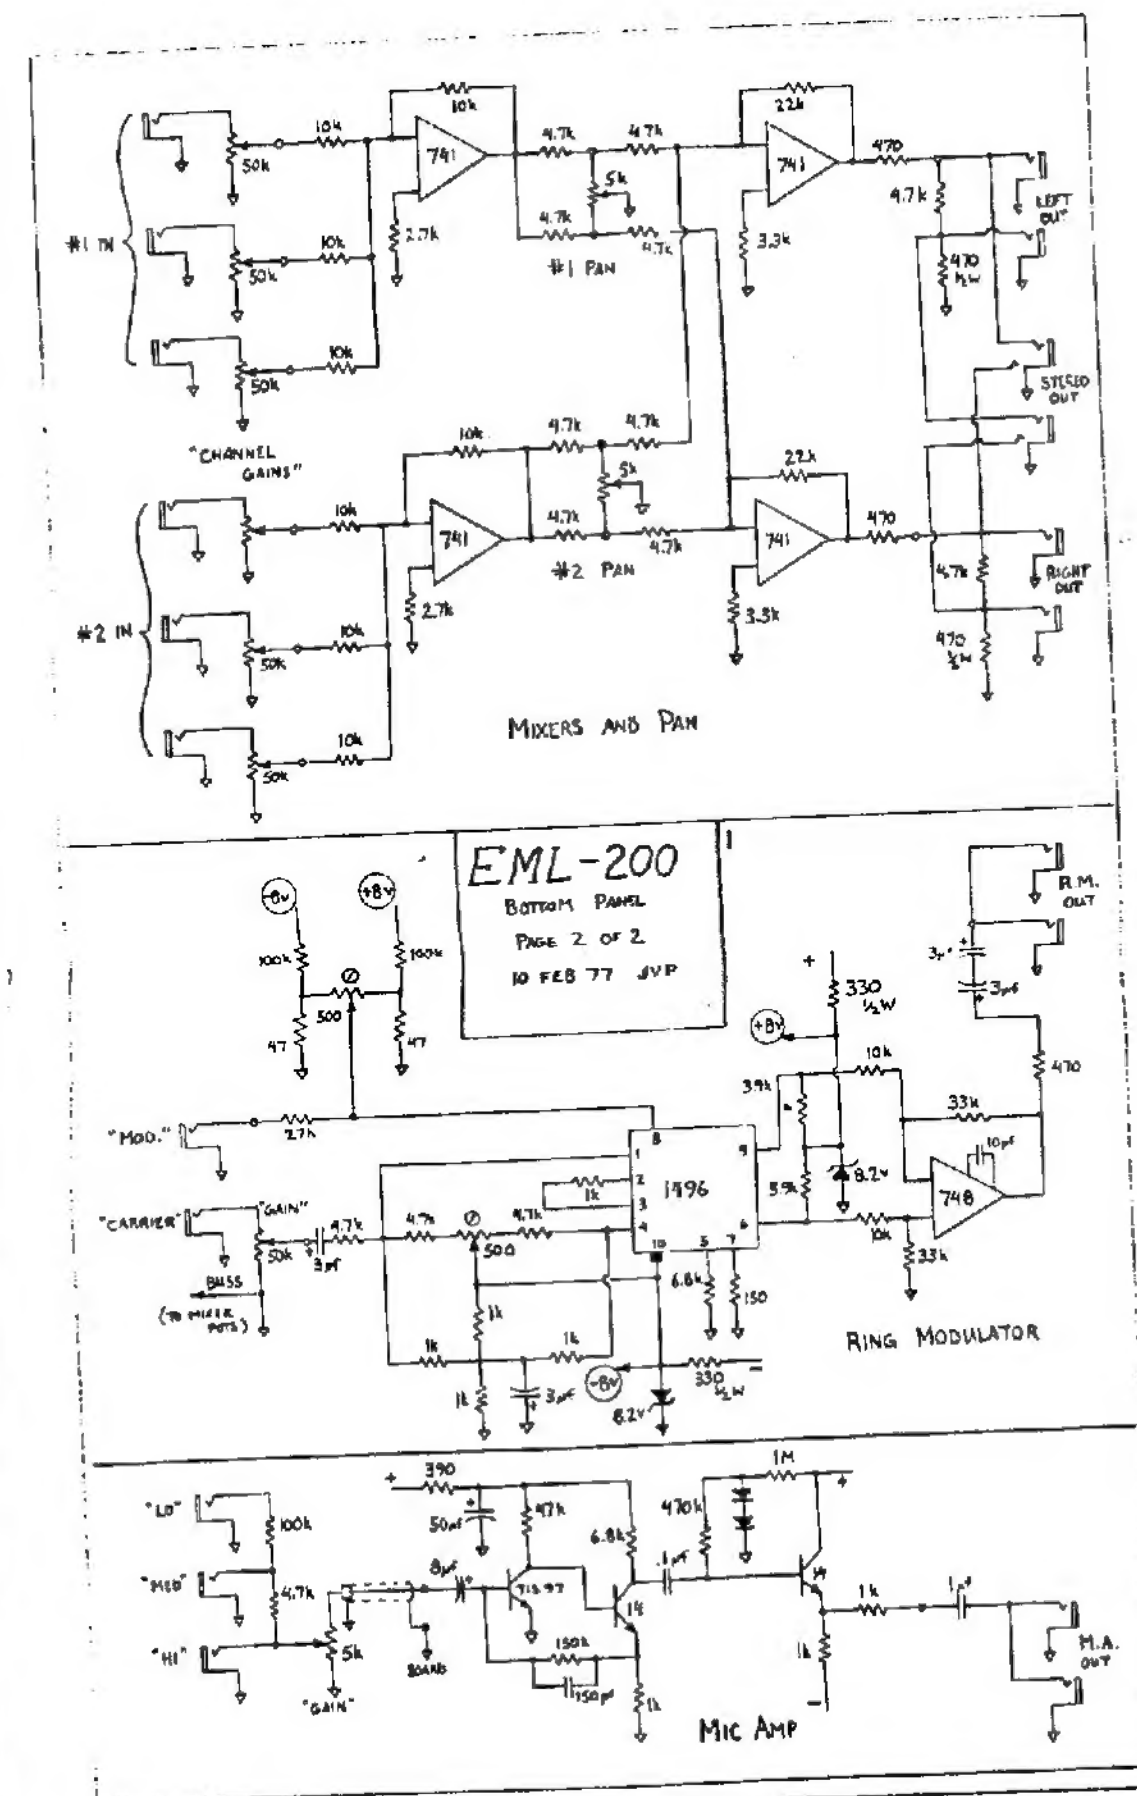 10k
22k
10k
741
4.7k
4.7k
741
470
50k
5k
4.7k
LEFT OUT
#1 IN
10k
2.7k
4.7k
4.7k
3.3k
470
½W
50k
#1 PAN
10k
50k
STEREO
OUT
"CHANNEL
GAINS"
10k
4.7k
4.7k
22k
5k
10k
741
4.7k
4.7k
741
470
4.7k
RIGHT
OUT
#2 PAN
2.7k
3.3k
#2 IN
10k
50k
470
½W
10k
50k
MIXERS AND PAN
EML-200
BOTTOM PANEL
PAGE 2 OF 2
10 FEB 77 JVP
-8v
+8v
100k
100k
500
47
47
R.M.
OUT
3µf
3µf
+
330
½W
+8v
10k
470
3.9k
33k
"MOD."
27k
8
1
2
3
4
10
5
7
9
6
1496
1k
10pf
8.2v
748
3.9k
10k
33k
"CARRIER"
"GAIN"
50k
3µf
4.7k
4.7k
500
4.7k
BUSS
(TO MIXER
POTS)
6.8k
150
1k
1k
1k
1k
3µf
-8v
330
½W
-
8.2v
RING MODULATOR
+
390
50µf
47k
6.8k
470k
1M
+
"LO"
100k
"MED"
4.7k
"HI"
5k
"GAIN"
8µf
.1µf
14
14
150k
150pf
1k
1k
1k
-
M.A.
OUT
MIC AMP